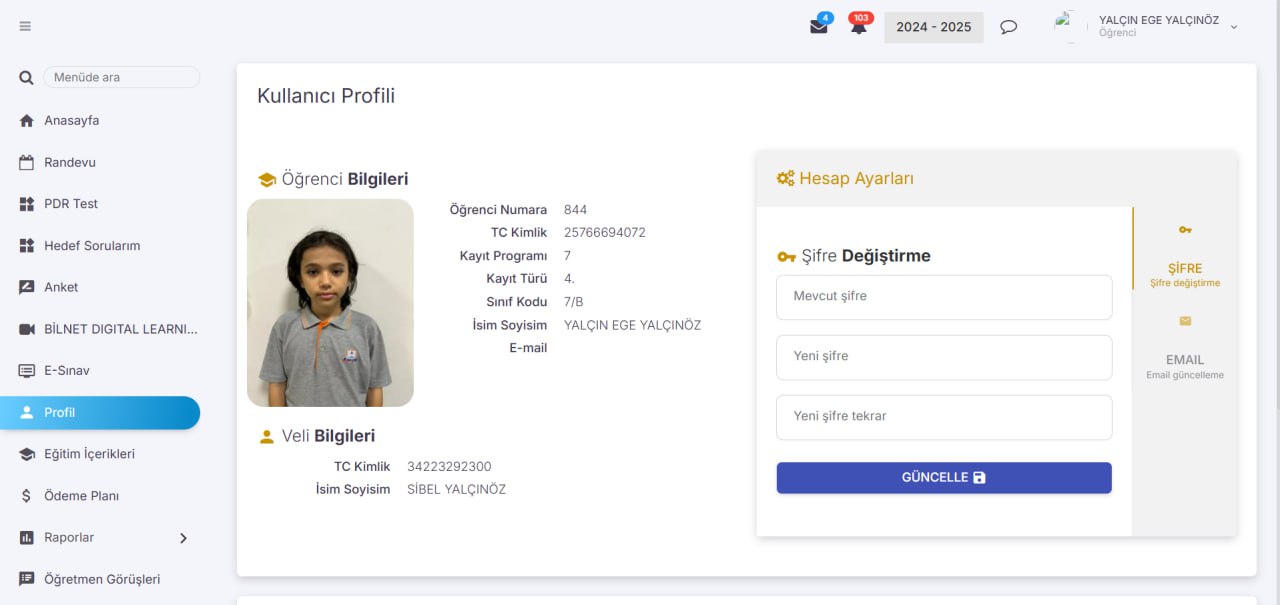 4
103
2024 - 2025
YALÇIN EGE YALÇINÖZ
Öğrenci
Menüde ara
Anasayfa
Randevu
PDR Test
Hedef Sorularım
Anket
BİLNET DIGITAL LEARNI...
E-Sınav
Profil
Eğitim İçerikleri
Ödeme Planı
Raporlar
Öğretmen Görüşleri
Kullanıcı Profili
Öğrenci Bilgileri
Öğrenci Numara 844
TC Kimlik 25766694072
Kayıt Programı 7
Kayıt Türü 4.
Sınıf Kodu 7/B
İsim Soyisim YALÇIN EGE YALÇINÖZ
E-mail
Veli Bilgileri
TC Kimlik 34223292300
İsim Soyisim SİBEL YALÇINÖZ
Hesap Ayarları
Şifre Değiştirme
Mevcut şifre
Yeni şifre
Yeni şifre tekrar
GÜNCELLE
ŞİFRE
Şifre değiştirme
EMAIL
Email güncelleme